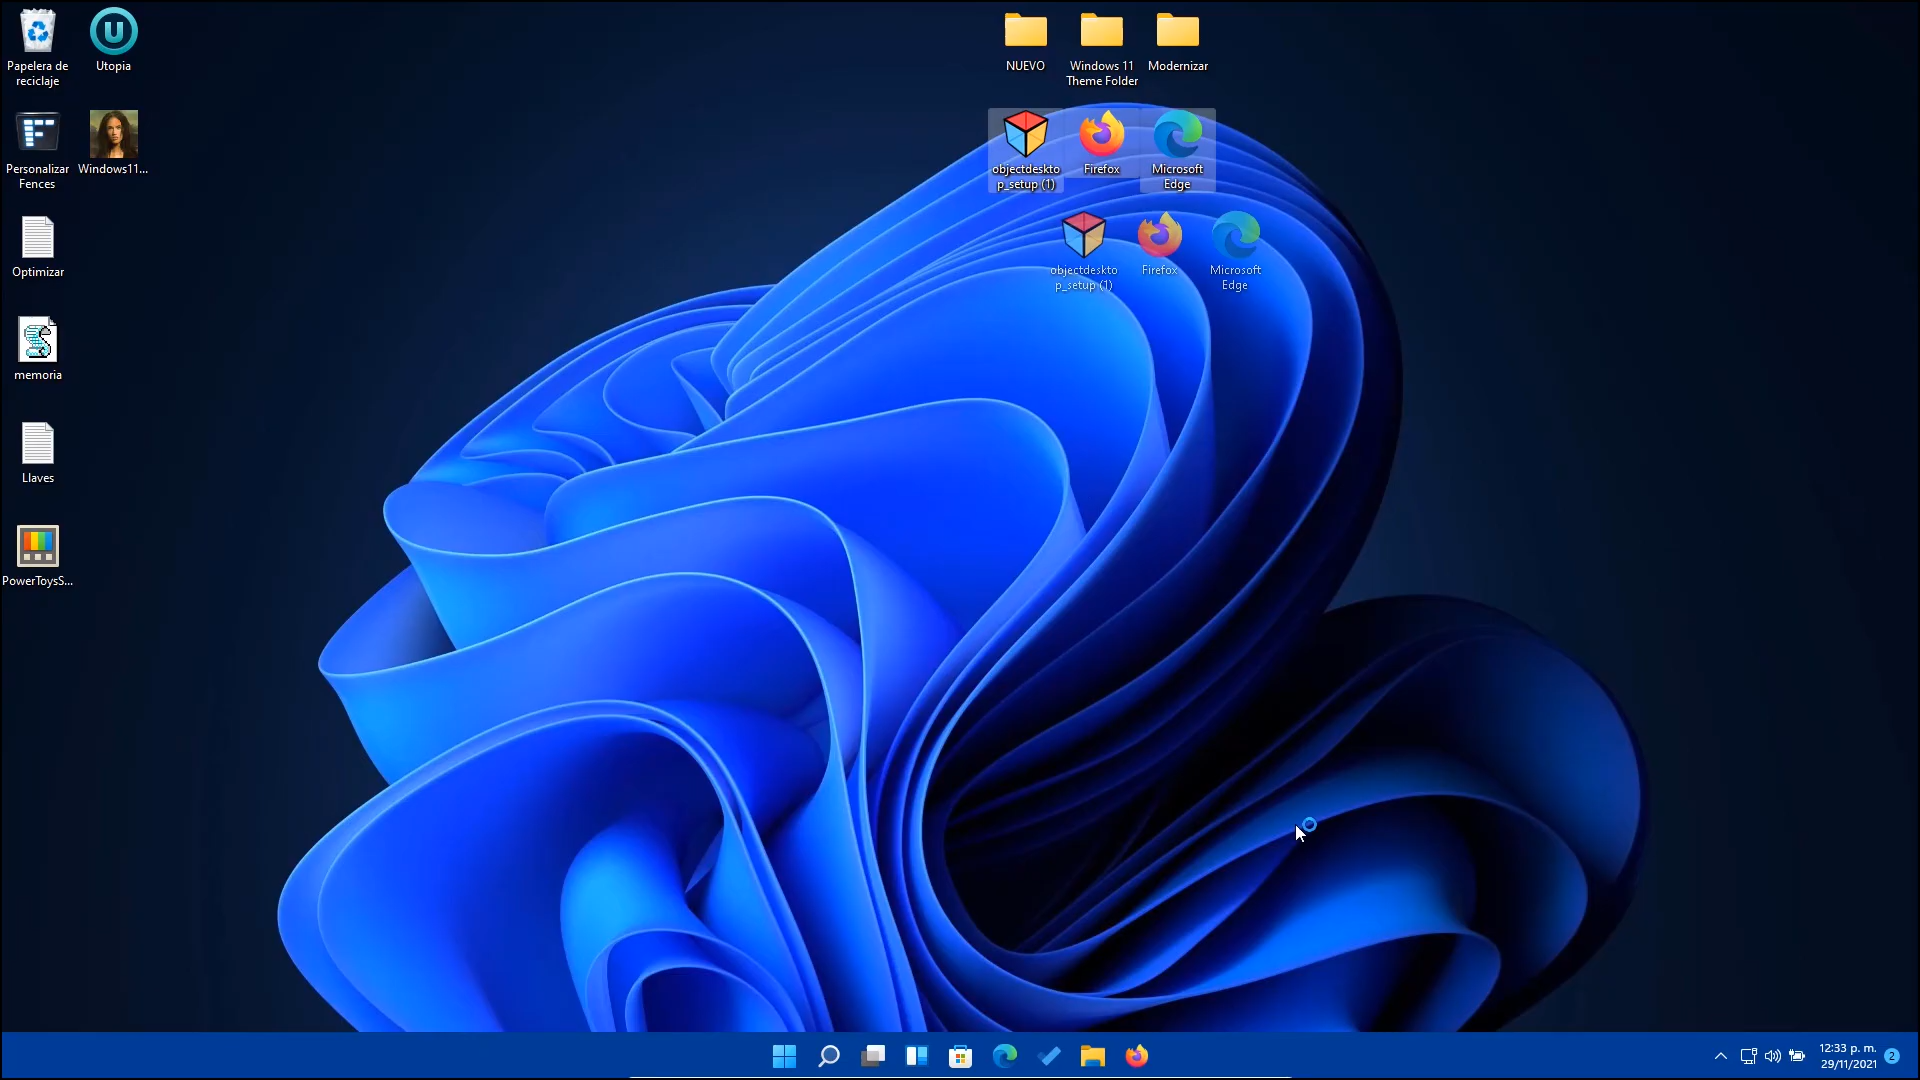 Papelera de
reciclaje
Utopia
NUEVO
Windows 11
Theme Folder
Modernizar
Personalizar
Fences
Windows11...
objectdeskto
p_setup (1)
Firefox
Microsoft
Edge
Optimizar
objectdeskto
p_setup (1)
Firefox
Microsoft
Edge
memoria
Llaves
PowerToysS...
12:33 p. m.
29/11/2021
2